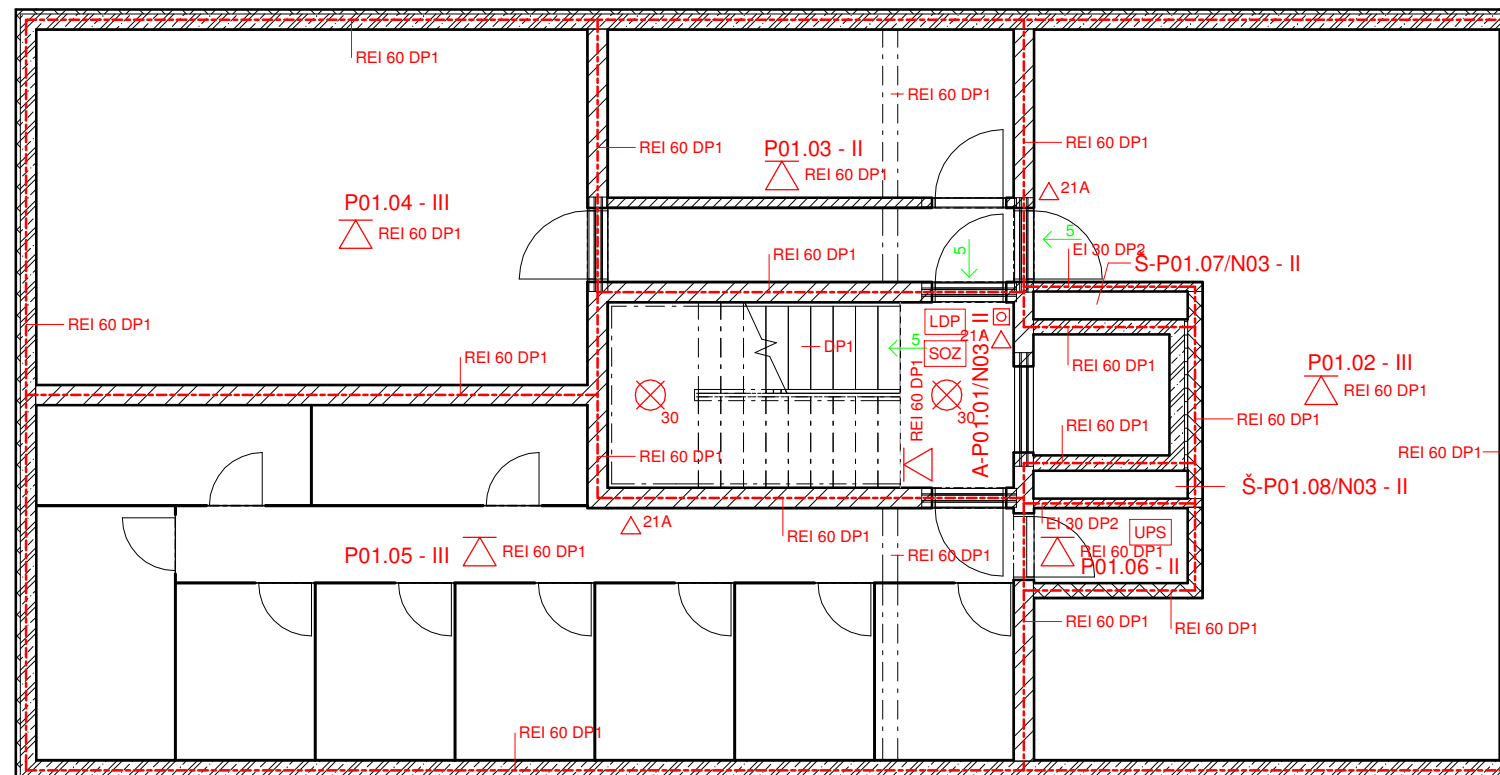 REI 60 DP1
REI 60 DP1
REI 60 DP1
P01.03 - II
REI 60 DP1
REI 60 DP1
P01.04 - III
REI 60 DP1
21A
5
5
REI 60 DP1
EI 30 DP2
Š-P01.07/N03 - II
REI 60 DP1
LDP
21A
SOZ
5
DP1
A-P01.01/N03 - II
REI 60 DP1
REI 60 DP1
REI 60 DP1
P01.02 - III
REI 60 DP1
30
30
REI 60 DP1
REI 60 DP1
REI 60 DP1
REI 60 DP1
Š-P01.08/N03 - II
21A
REI 60 DP1
EI 30 DP2
UPS
P01.05 - III
REI 60 DP1
REI 60 DP1
REI 60 DP1
P01.06 - II
REI 60 DP1
REI 60 DP1
REI 60 DP1